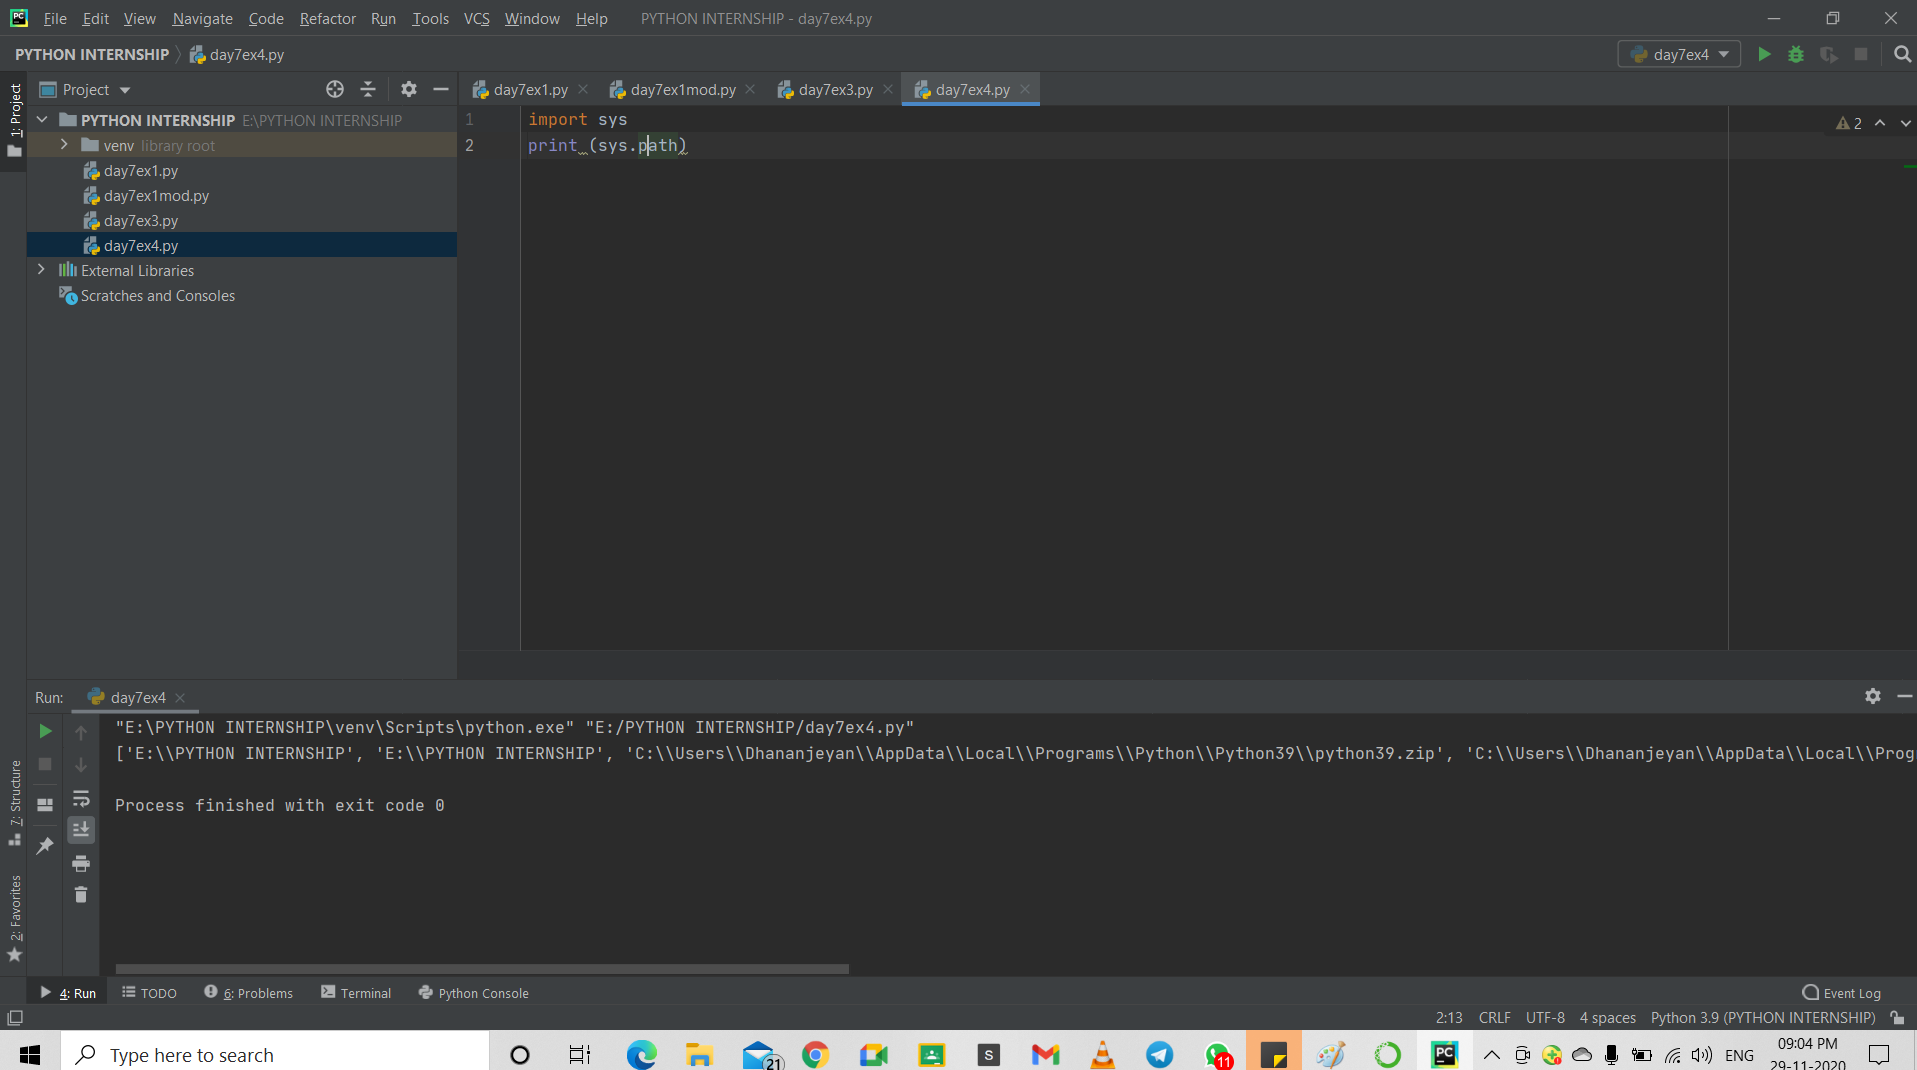 File Edit View Navigate Code Refactor Run Tools VCS Window Help PYTHON INTERNSHIP - day7ex4.py
PYTHON INTERNSHIP day7ex4.py day7ex4
Project day7ex1.py day7ex1mod.py day7ex3.py day7ex4.py
1: Project
PYTHON INTERNSHIP E:\PYTHON INTERNSHIP
venv library root
day7ex1.py
day7ex1mod.py
day7ex3.py
day7ex4.py
External Libraries
Scratches and Consoles
1 import sys
2 print (sys.path)
2
Run: day7ex4
"E:\PYTHON INTERNSHIP\venv\Scripts\python.exe" "E:/PYTHON INTERNSHIP/day7ex4.py"
['E:\\PYTHON INTERNSHIP', 'E:\\PYTHON INTERNSHIP', 'C:\\Users\\Dhananjeyan\\AppData\\Local\\Programs\\Python\\Python39\\python39.zip', 'C:\\Users\\Dhananjeyan\\AppData\\Local\\Prog
Process finished with exit code 0
7: Structure
2: Favorites
4: Run TODO 6: Problems Terminal Python Console Event Log
2:13 CRLF UTF-8 4 spaces Python 3.9 (PYTHON INTERNSHIP)
Type here to search 21 S 11 PC ENG 09:04 PM
29-11-2020